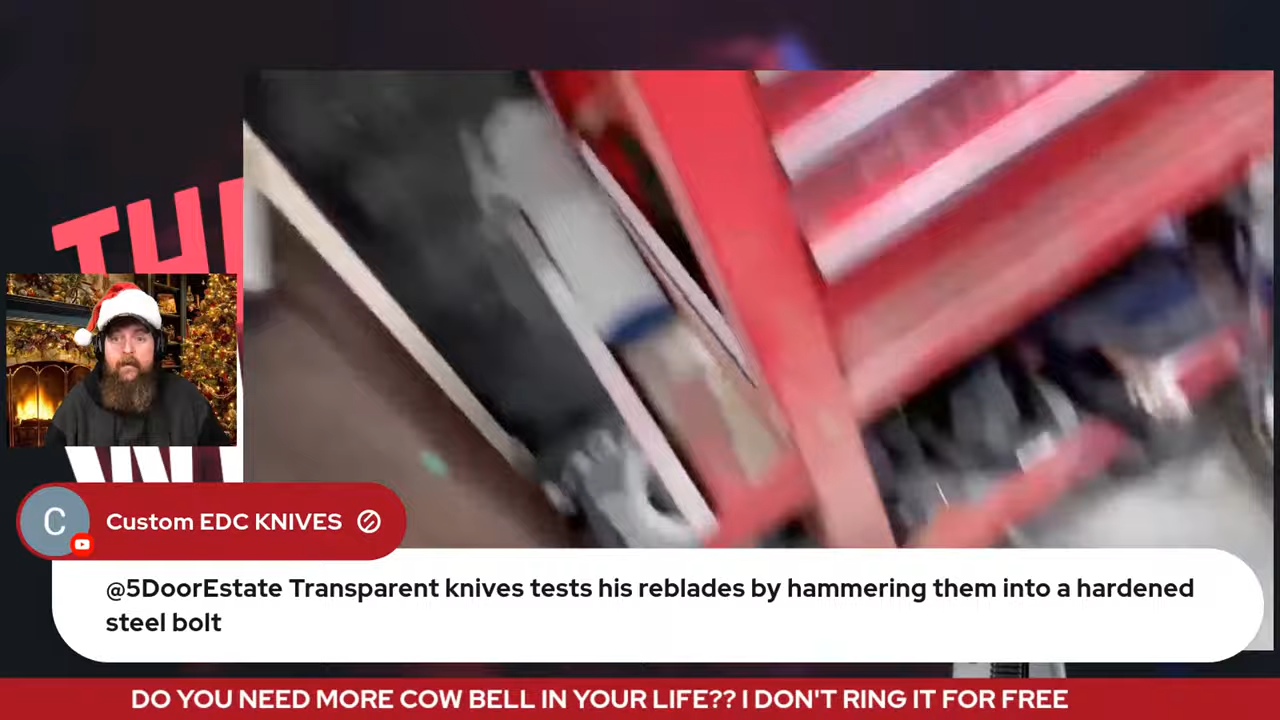 TH
Custom EDC KNIVES
@5DoorEstate Transparent knives tests his reblades by hammering them into a hardened
steel bolt
DO YOU NEED MORE COW BELL IN YOUR LIFE?? I DON'T RING IT FOR FREE